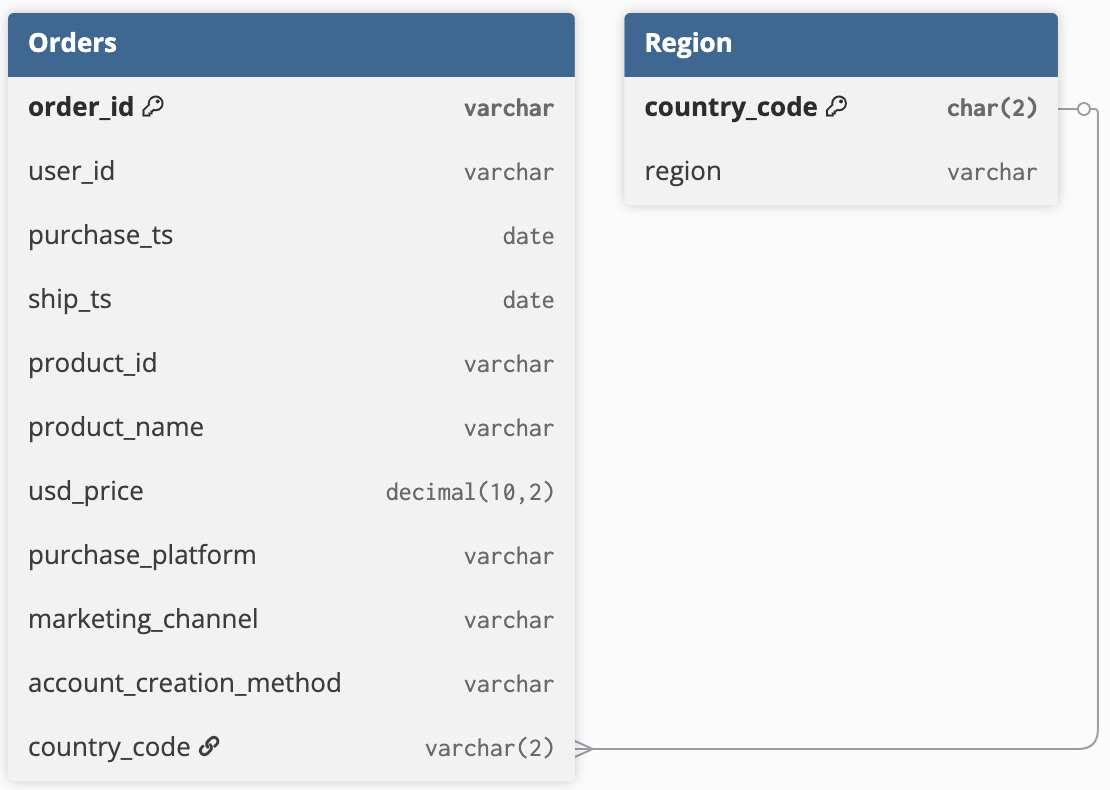 Orders
order_id varchar
user_id varchar
purchase_ts date
ship_ts date
product_id varchar
product_name varchar
usd_price decimal(10,2)
purchase_platform varchar
marketing_channel varchar
account_creation_method varchar
country_code varchar(2)
Region
country_code char(2)
region varchar